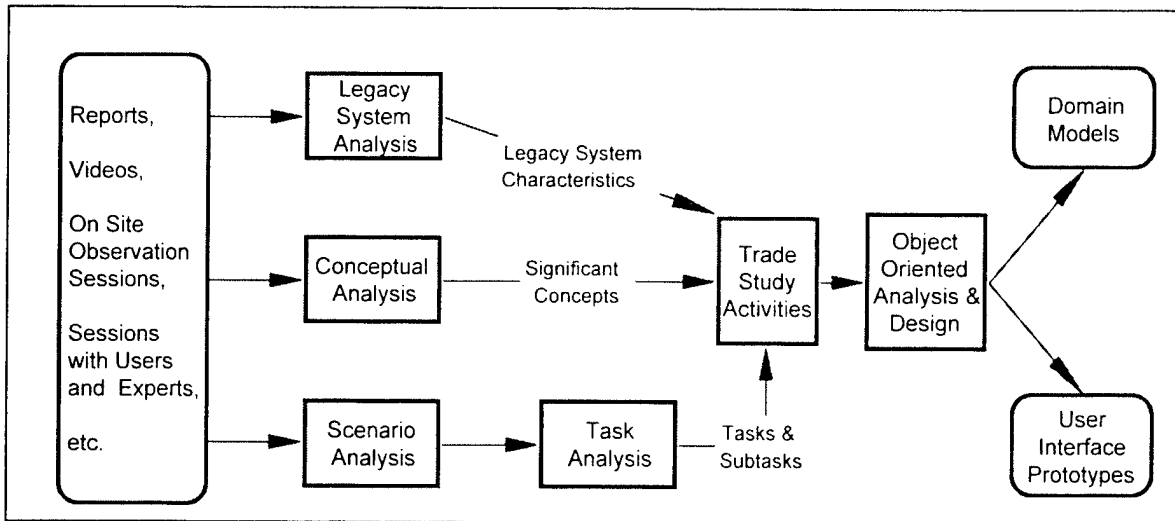 Reports,
Videos,
On Site
Observation
Sessions,
Sessions
with Users
and Experts,
etc.
Legacy
System
Analysis
Legacy System
Characteristics
Conceptual
Analysis
Significant
Concepts
Scenario
Analysis
Task
Analysis
Tasks &
Subtasks
Trade
Study
Activities
Object
Oriented
Analysis &
Design
Domain
Models
User
Interface
Prototypes